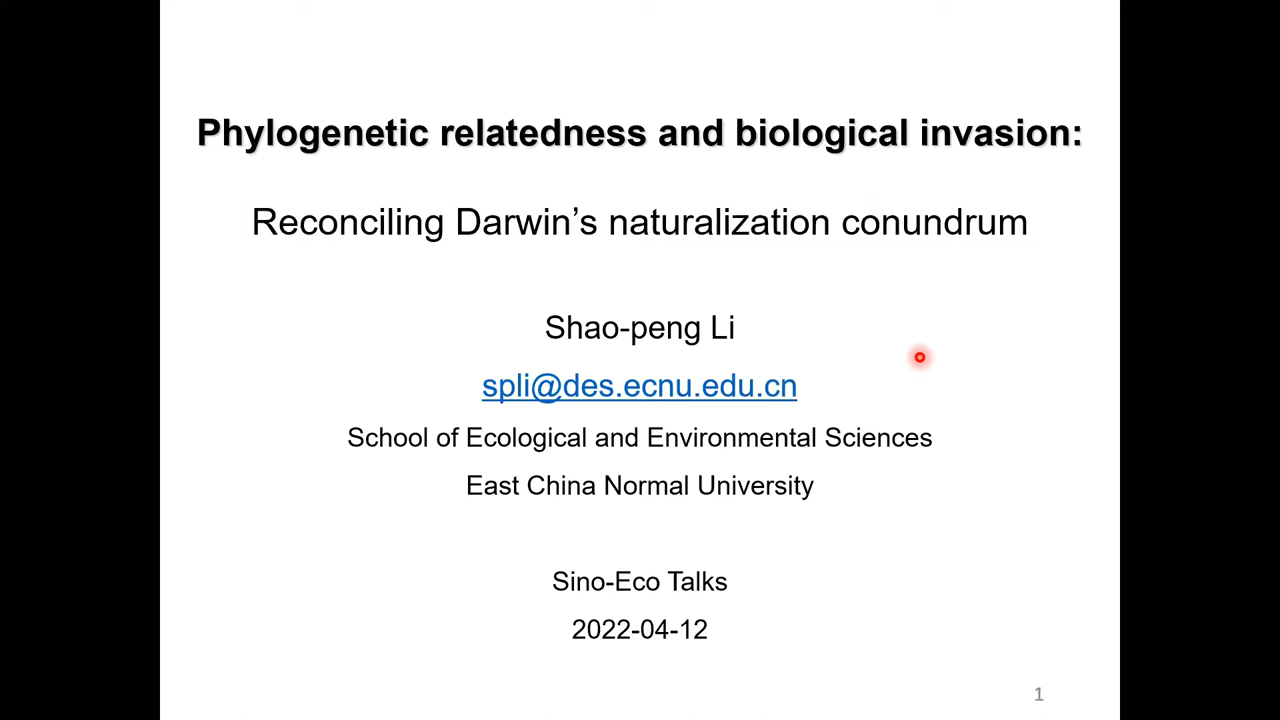 Phylogenetic relatedness and biological invasion:
Reconciling Darwin’s naturalization conundrum
Shao-peng Li
spli@des.ecnu.edu.cn
School of Ecological and Environmental Sciences
East China Normal University
Sino-Eco Talks
2022-04-12
1